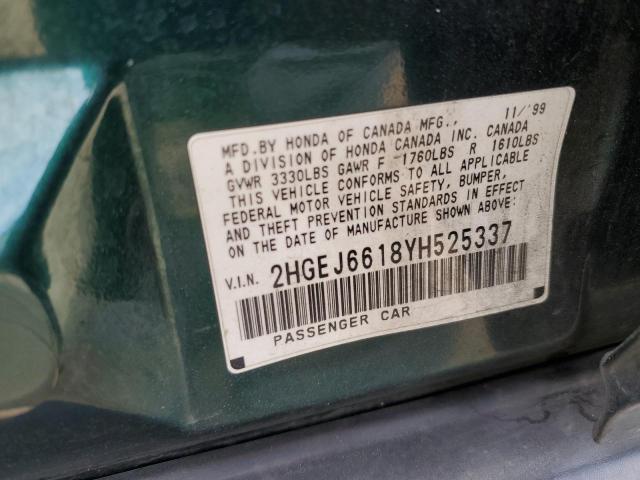 MFD. BY HONDA OF CANADA MFG., 11/'99
A DIVISION OF HONDA CANADA INC. CANADA
GVWR 3330LBS GAWR F 1760LBS R 1610LBS
THIS VEHICLE CONFORMS TO ALL APPLICABLE
FEDERAL MOTOR VEHICLE SAFETY, BUMPER,
AND THEFT PREVENTION STANDARDS IN EFFECT
ON THE DATE OF MANUFACTURE SHOWN ABOVE:
V.I.N. 2HGEJ6618YH525337
PASSENGER CAR